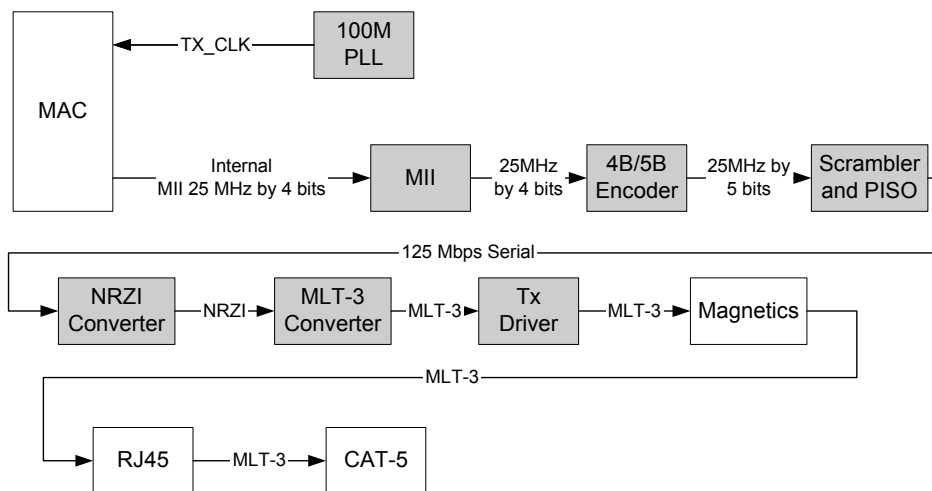 100M
PLL
TX_CLK
MAC
Internal
MII 25 MHz by 4 bits
MII
25MHz
by 4 bits
4B/5B
Encoder
25MHz by
5 bits
Scrambler
and PISO
125 Mbps Serial
NRZI
Converter
NRZI
MLT-3
Converter
MLT-3
Tx
Driver
MLT-3
Magnetics
MLT-3
RJ45
MLT-3
CAT-5